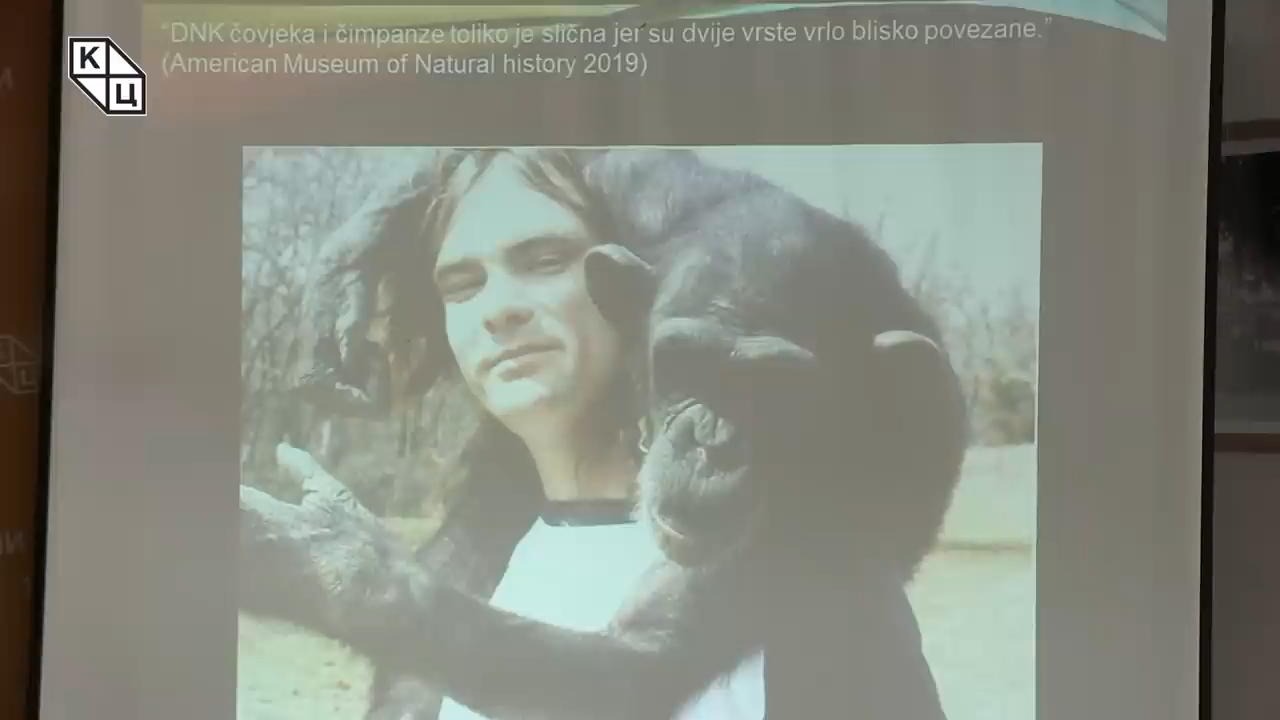 “DNK čovjeka i čimpanze toliko je slična jer su dvije vrste vrlo blisko povezane.”
(American Museum of Natural history 2019)
К
Ц